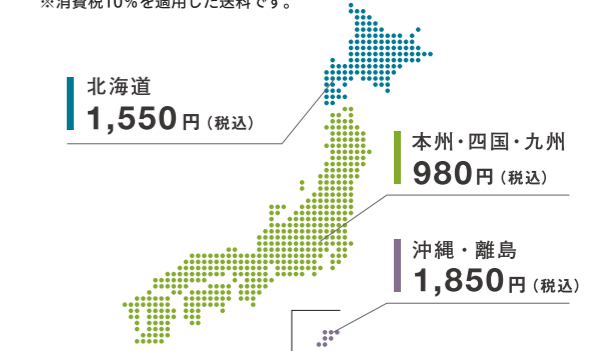 ※消費税10%を適用した送料です。
北海道
1,550円(税込)
本州・四国・九州
980円(税込)
沖縄・離島
1,850円(税込)